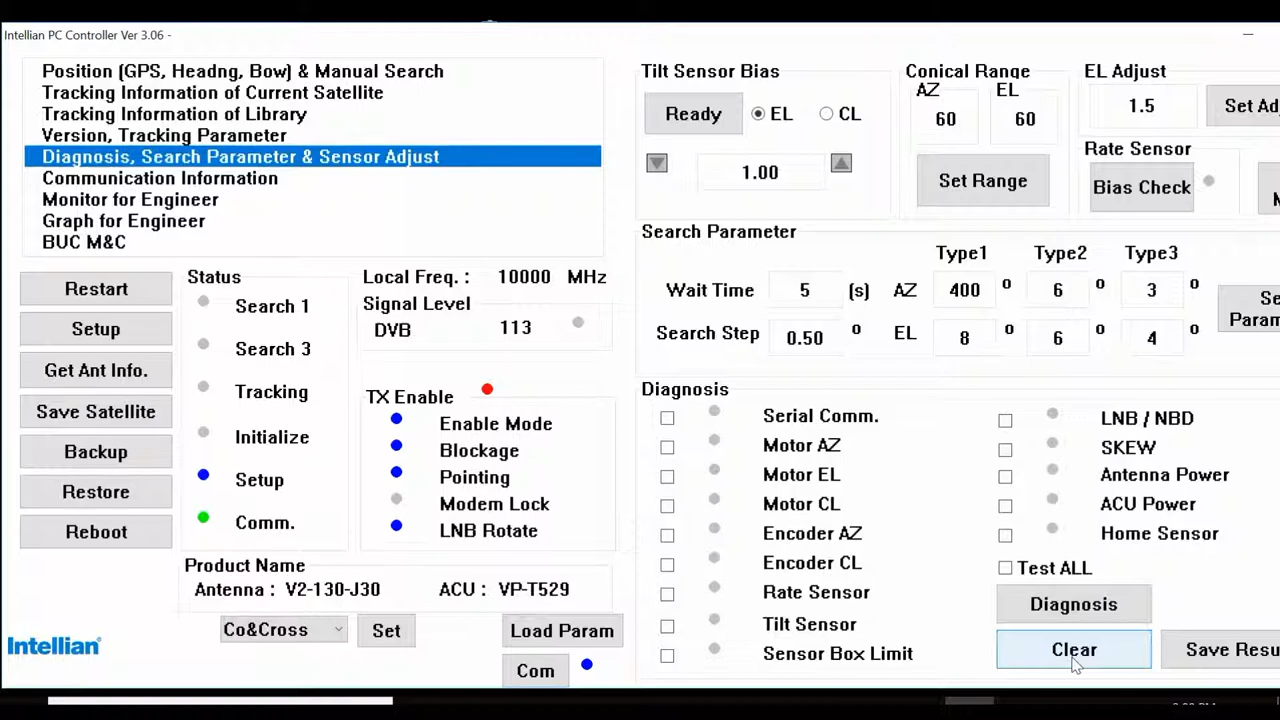 Intellian PC Controller Ver 3.06 -
Position (GPS, Headng, Bow) & Manual Search
Tracking Information of Current Satellite
Tracking Information of Library
Version, Tracking Parameter
Diagnosis, Search Parameter & Sensor Adjust
Communication Information
Monitor for Engineer
Graph for Engineer
BUC M&C
Restart
Setup
Get Ant Info.
Save Satellite
Backup
Restore
Reboot
Status
Search 1
Search 3
Tracking
Initialize
Setup
Comm.
Local Freq. : 10000 MHz
Signal Level
DVB 113
TX Enable
Enable Mode
Blockage
Pointing
Modem Lock
LNB Rotate
Product Name
Antenna : V2-130-J30 ACU : VP-T529
Co&Cross Set
Load Param
Com
Intellian
Tilt Sensor Bias
Ready EL CL
1.00
Conical Range
AZ EL
60 60
Set Range
EL Adjust
1.5 Set Ad
Rate Sensor
Bias Check
Search Parameter
Type1 Type2 Type3
Wait Time 5 (s) AZ 400 º 6 º 3 º
Search Step 0.50 º EL 8 º 6 º 4 º
Se
Param
Diagnosis
Serial Comm.
Motor AZ
Motor EL
Motor CL
Encoder AZ
Encoder CL
Rate Sensor
Tilt Sensor
Sensor Box Limit
LNB / NBD
SKEW
Antenna Power
ACU Power
Home Sensor
Test ALL
Diagnosis
Clear
Save Resu